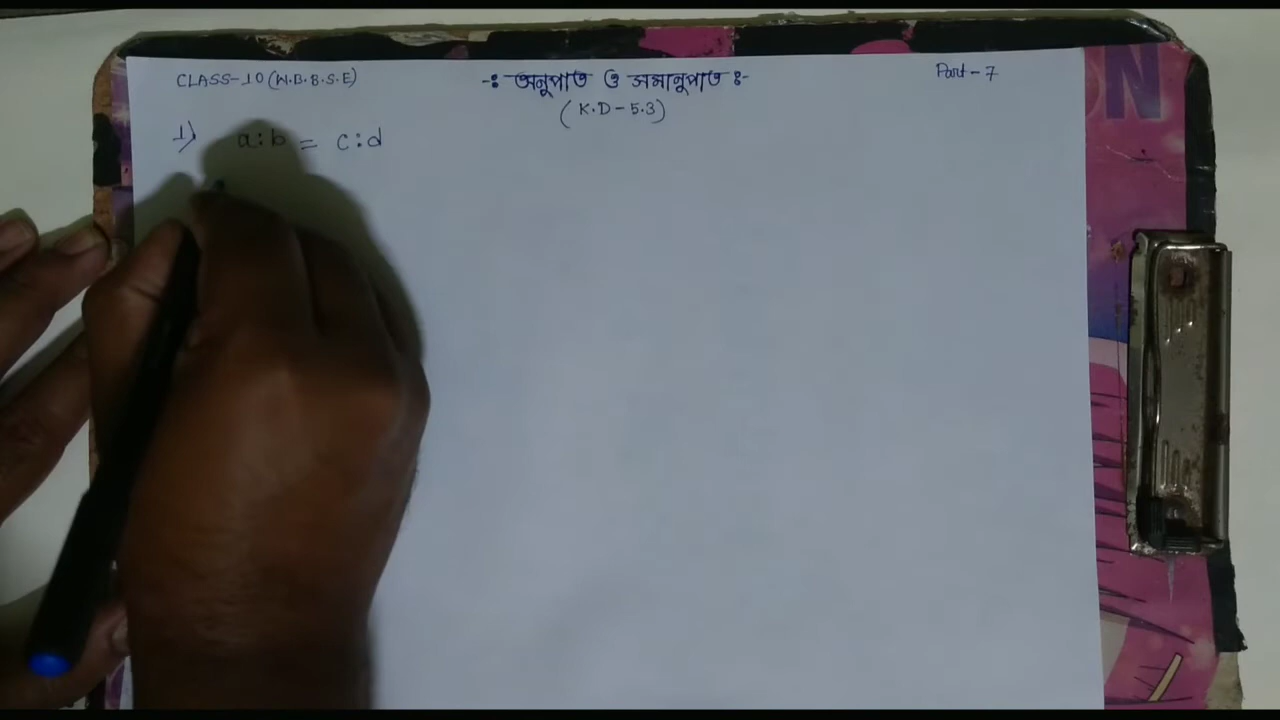 CLASS-10 (W.B.B.S.E) -ঃ অনুপাত ও সমানুপাত ঃ- Part-7
(K.D-5.3)
1) a:b = c:d